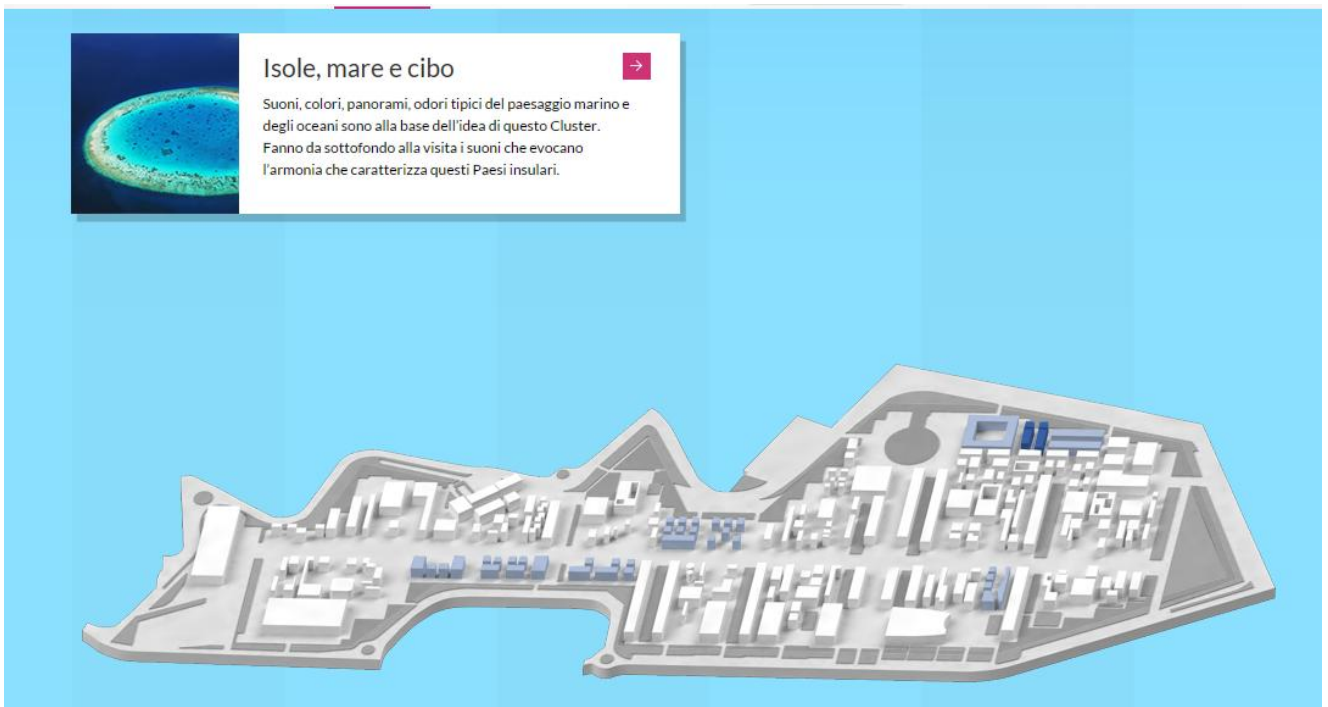 Isole, mare e cibo
Suoni, colori, panorami, odori tipici del paesaggio marino e
degli oceani sono alla base dell'idea di questo Cluster.
Fanno da sottofondo alla visita i suoni che evocano
l'armonia che caratterizza questi Paesi insulari.